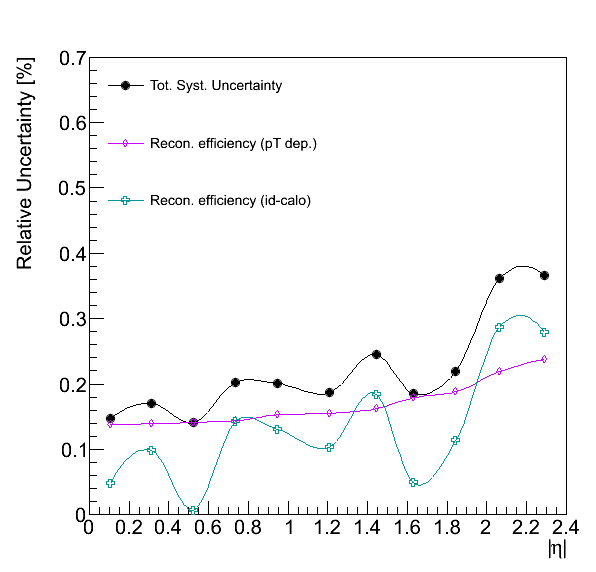 Relative Uncertainty [%]
0.7
0.6
0.5
0.4
0.3
0.2
0.1
0
Tot. Syst. Uncertainty
Recon. efficiency (pT dep.)
Recon. efficiency (id-calo)
0 0.2 0.4 0.6 0.8 1 1.2 1.4 1.6 1.8 2 2.2 2.4
|η|